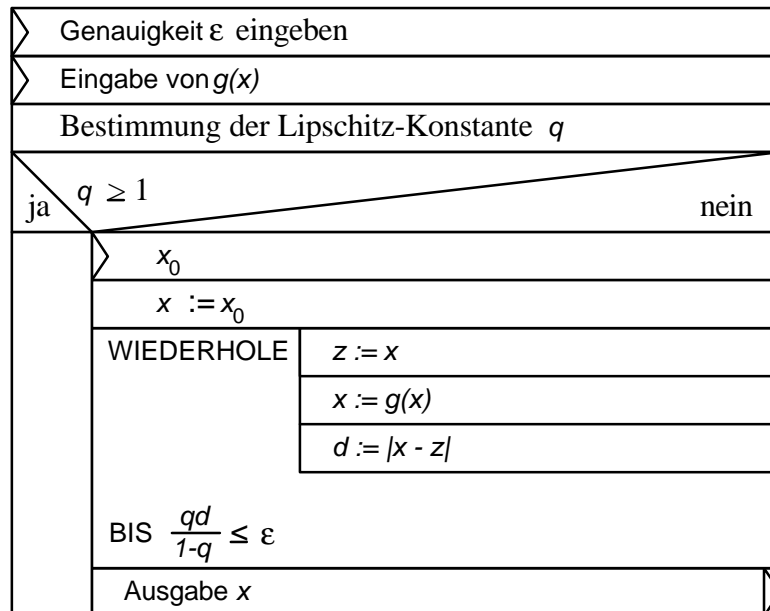 Genauigkeit ε eingeben
Eingabe von g(x)
Bestimmung der Lipschitz-Konstante q
q ≥ 1
ja nein
x₀
x := x₀
WIEDERHOLE z := x
x := g(x)
d := |x - z|
BIS qd/1-q ≤ ε
Ausgabe x